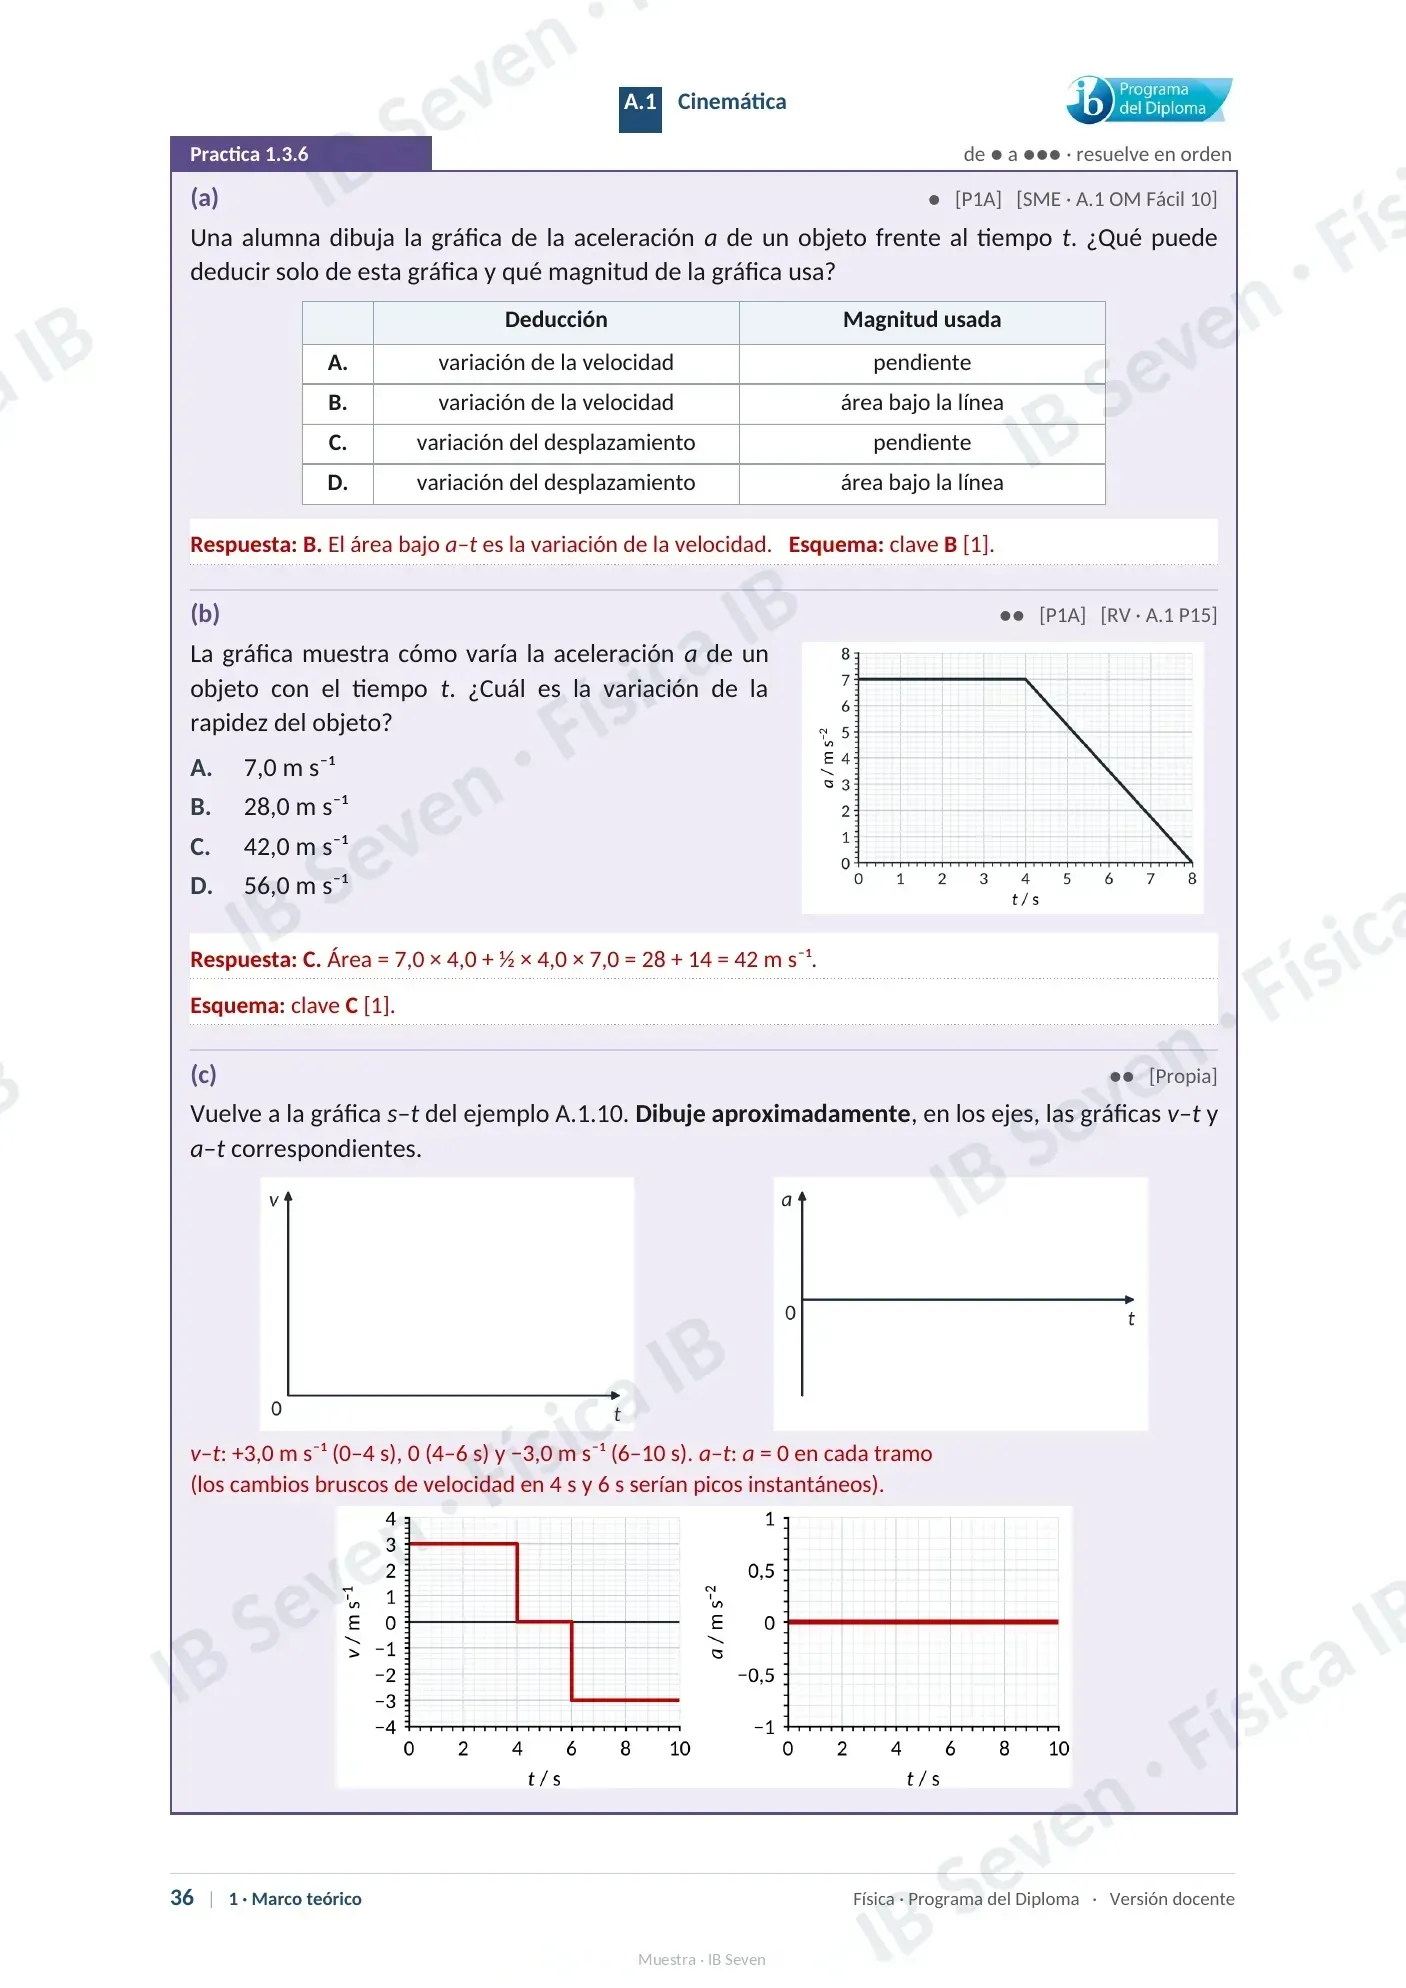 A.1 Cinemática
ib Programa
del Diploma
Practica 1.3.6
de ● a ●●● · resuelve en orden
(a)
● [P1A] [SME · A.1 OM Fácil 10]
Una alumna dibuja la gráfica de la aceleración a de un objeto frente al tiempo t. ¿Qué puede
deducir solo de esta gráfica y qué magnitud de la gráfica usa?
Deducción Magnitud usada
A. variación de la velocidad pendiente
B. variación de la velocidad área bajo la línea
C. variación del desplazamiento pendiente
D. variación del desplazamiento área bajo la línea
Respuesta: B. El área bajo a–t es la variación de la velocidad. Esquema: clave B [1].
(b)
●● [P1A] [RV · A.1 P15]
La gráfica muestra cómo varía la aceleración a de un
objeto con el tiempo t. ¿Cuál es la variación de la
rapidez del objeto?
A. 7,0 m s⁻¹
B. 28,0 m s⁻¹
C. 42,0 m s⁻¹
D. 56,0 m s⁻¹
8
7
6
5
4
3
2
1
0
a / m s⁻²
0 1 2 3 4 5 6 7 8
t / s
Respuesta: C. Área = 7,0 × 4,0 + ½ × 4,0 × 7,0 = 28 + 14 = 42 m s⁻¹.
Esquema: clave C [1].
(c)
●● [Propia]
Vuelve a la gráfica s–t del ejemplo A.1.10. Dibuje aproximadamente, en los ejes, las gráficas v–t y
a–t correspondientes.
v
0
t
a
0
t
v–t: +3,0 m s⁻¹ (0–4 s), 0 (4–6 s) y −3,0 m s⁻¹ (6–10 s). a–t: a = 0 en cada tramo
(los cambios bruscos de velocidad en 4 s y 6 s serían picos instantáneos).
4
3
2
1
0
−1
−2
−3
−4
v / m s⁻¹
0 2 4 6 8 10
t / s
1
0,5
0
−0,5
−1
a / m s⁻²
0 2 4 6 8 10
t / s
36 | 1 · Marco teórico
Física · Programa del Diploma · Versión docente
Muestra · IB Seven
IB Seven · Física IB